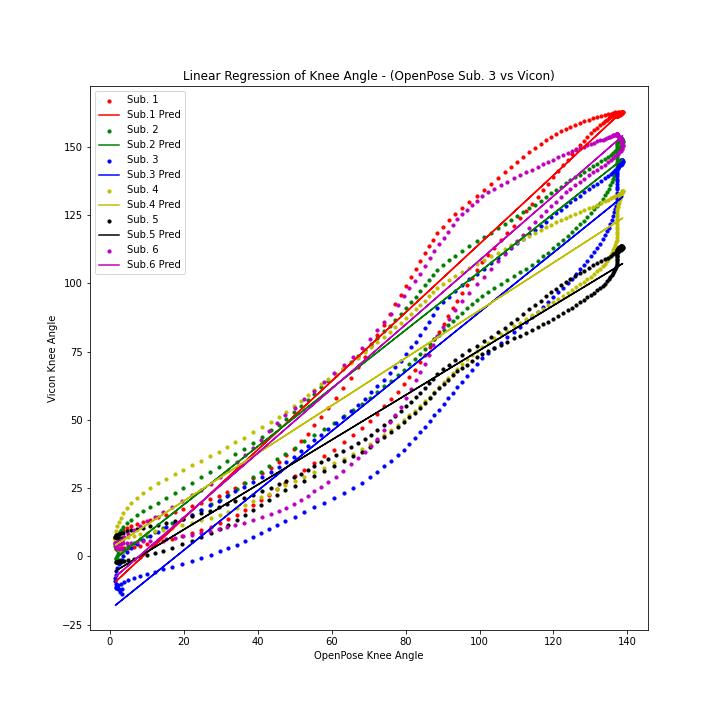 Linear Regression of Knee Angle - (OpenPose Sub. 3 vs Vicon)
Sub. 1
Sub.1 Pred
Sub. 2
Sub.2 Pred
Sub. 3
Sub.3 Pred
Sub. 4
Sub.4 Pred
Sub. 5
Sub.5 Pred
Sub. 6
Sub.6 Pred
Vicon Knee Angle
150
125
100
75
50
25
0
−25
0 20 40 60 80 100 120 140
OpenPose Knee Angle